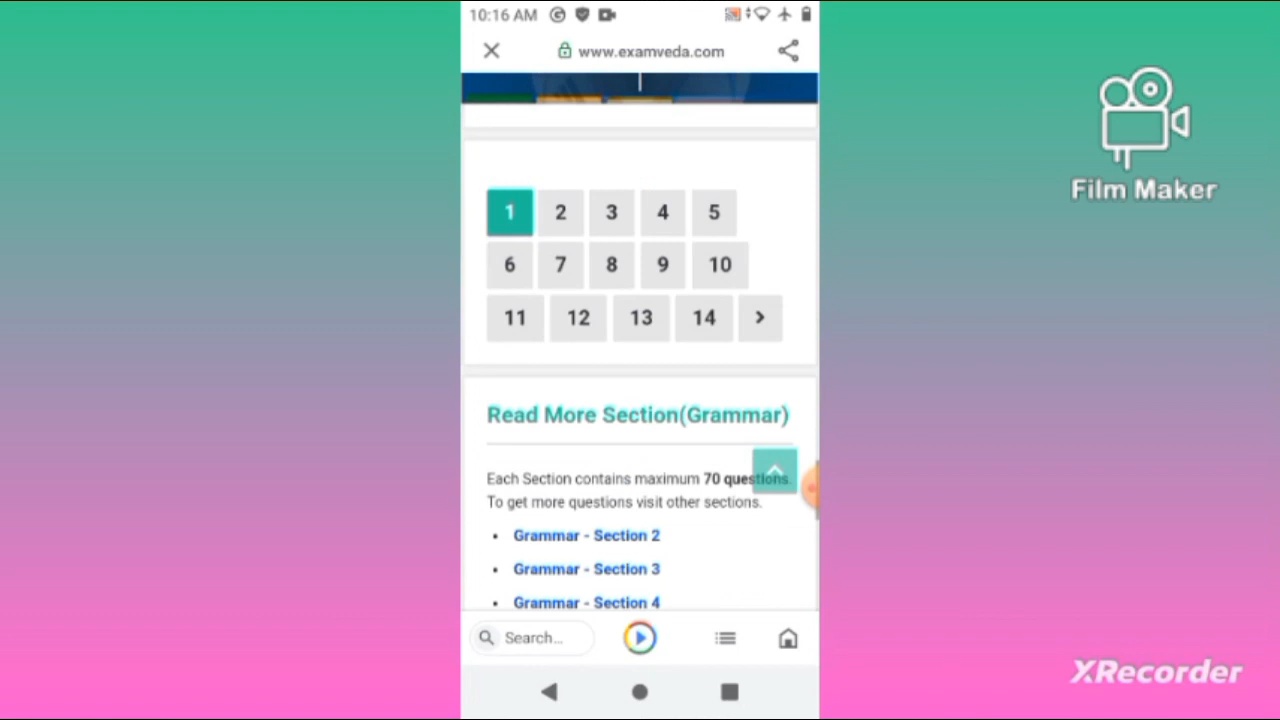 10:16 AM
www.examveda.com
Film Maker
1 2 3 4 5
6 7 8 9 10
11 12 13 14 >
Read More Section(Grammar)
Each Section contains maximum 70 questions.
To get more questions visit other sections.
• Grammar - Section 2
• Grammar - Section 3
• Grammar - Section 4
Search...
XRecorder